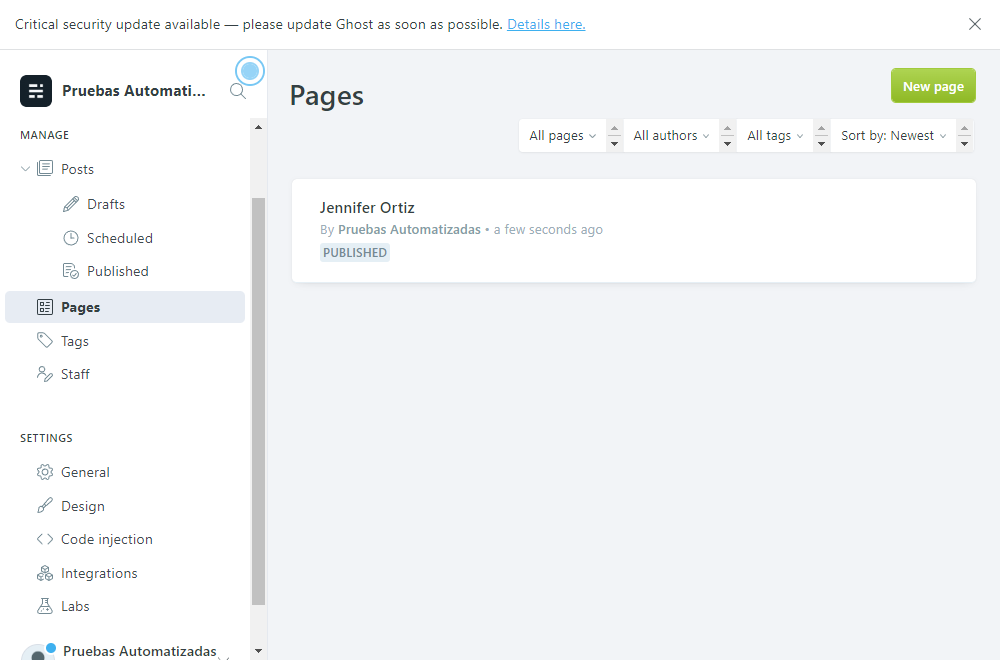 Critical security update available — please update Ghost as soon as possible. Details here.
Pruebas Automati...
MANAGE
Posts
Drafts
Scheduled
Published
Pages
Tags
Staff
SETTINGS
General
Design
Code injection
Integrations
Labs
Pruebas Automatizadas
Pages
New page
All pages
All authors
All tags
Sort by: Newest
Jennifer Ortiz
By Pruebas Automatizadas • a few seconds ago
PUBLISHED